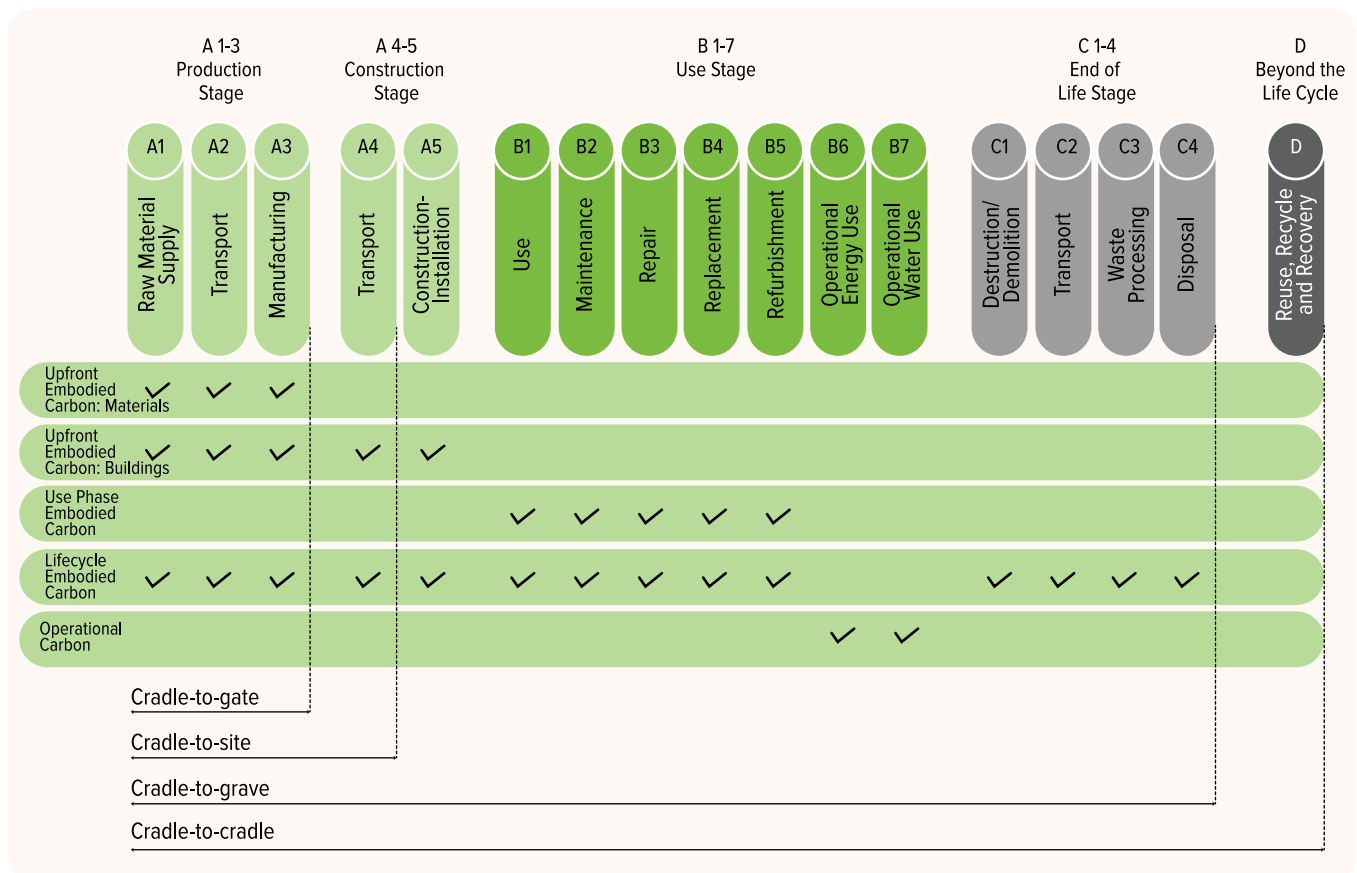 A 1-3
Production
Stage
A 4-5
Construction
Stage
B 1-7
Use Stage
C 1-4
End of
Life Stage
D
Beyond the
Life Cycle
A1
A2
A3
A4
A5
B1
B2
B3
B4
B5
B6
B7
C1
C2
C3
C4
D
Raw Material
Supply
Transport
Manufacturing
Transport
Construction-
Installation
Use
Maintenance
Repair
Replacement
Refurbishment
Operational
Energy Use
Operational
Water Use
Destruction/
Demolition
Transport
Waste
Processing
Disposal
Reuse, Recycle
and Recovery
Upfront
Embodied
Carbon: Materials
Upfront
Embodied
Carbon: Buildings
Use Phase
Embodied
Carbon
Lifecycle
Embodied
Carbon
Operational
Carbon
Cradle-to-gate
Cradle-to-site
Cradle-to-grave
Cradle-to-cradle